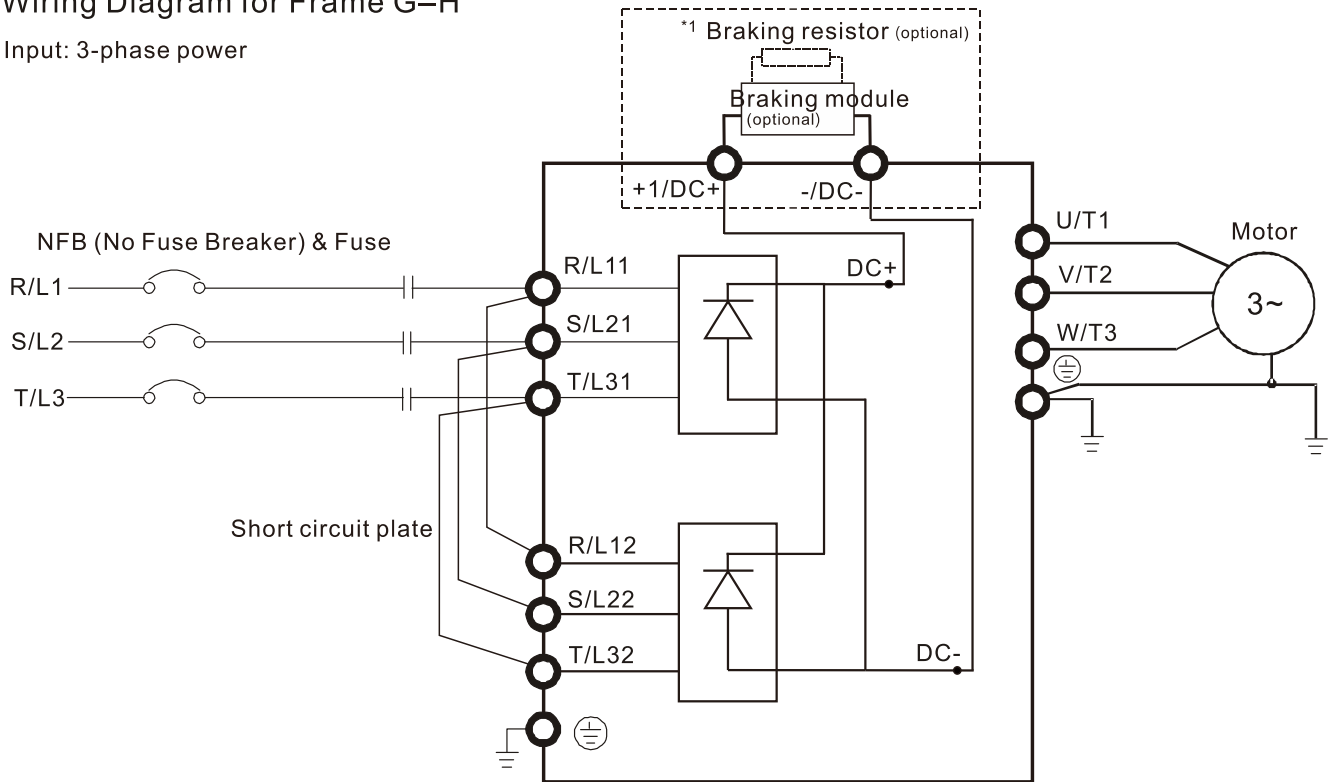 Wiring Diagram for Frame G–H
Input: 3-phase power
*1 Braking resistor (optional)
Braking module
(optional)
+1/DC+
-/DC-
NFB (No Fuse Breaker) & Fuse
R/L1
S/L2
T/L3
R/L11
S/L21
T/L31
DC+
U/T1
V/T2
W/T3
Motor
3~
Short circuit plate
R/L12
S/L22
T/L32
DC-